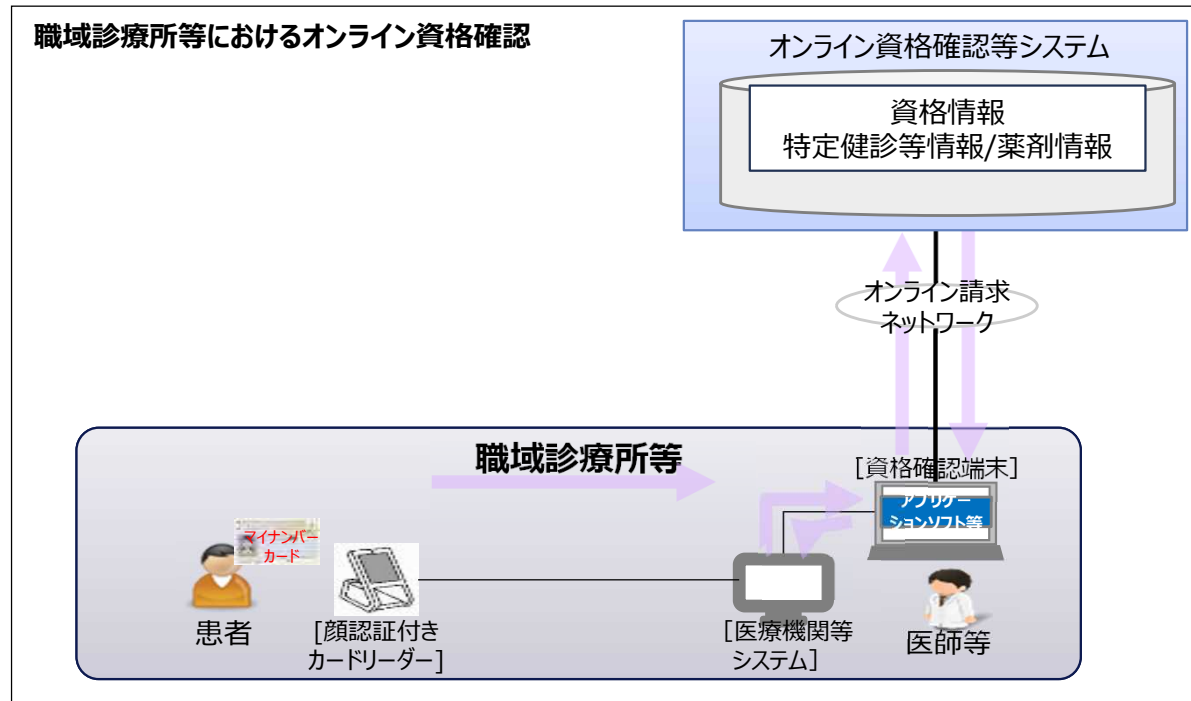 職域診療所等におけるオンライン資格確認
オンライン資格確認等システム
資格情報
特定健診等情報/薬剤情報
オンライン請求
ネットワーク
職域診療所等
[資格確認端末]
アプリケー
ションソフト等
マイナンバー
カード
患者
[顔認証付き
カードリーダー]
[医療機関等
システム]
医師等